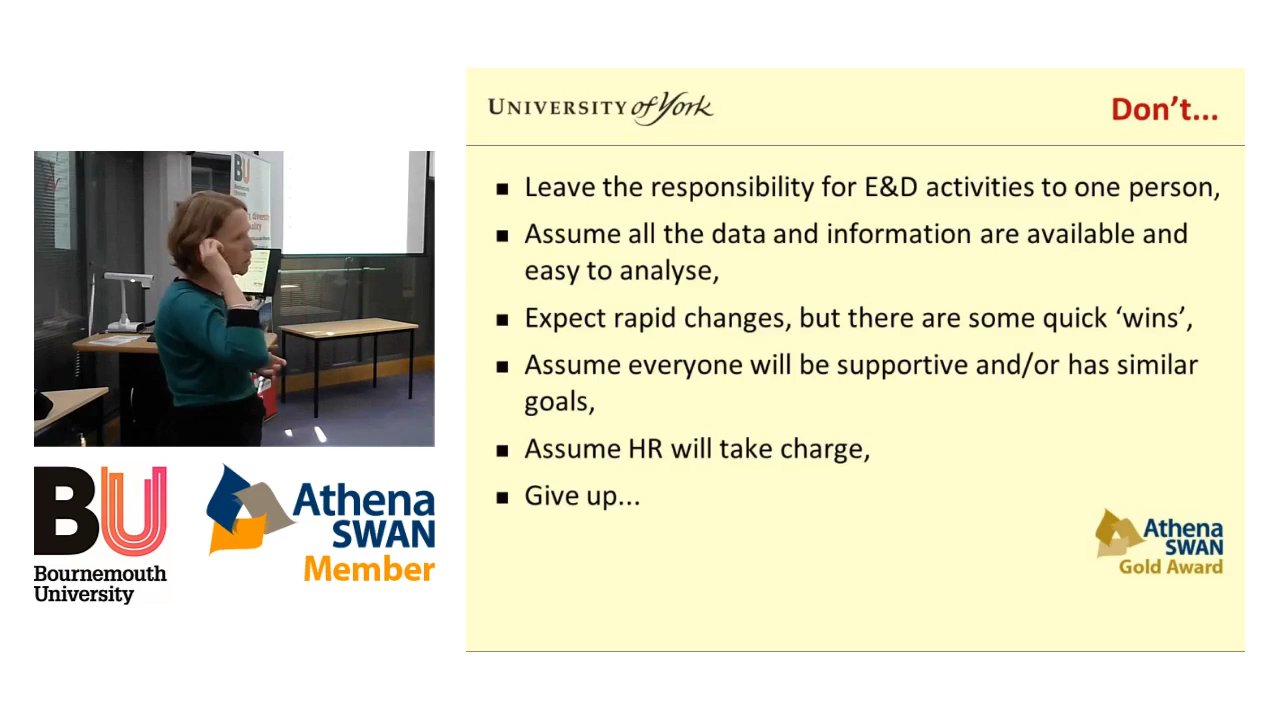 BU
Bournemouth
University
Athena
SWAN
Member
UNIVERSITY of York
Don't...
■ Leave the responsibility for E&D activities to one person,
■ Assume all the data and information are available and
easy to analyse,
■ Expect rapid changes, but there are some quick ‘wins’,
■ Assume everyone will be supportive and/or has similar
goals,
■ Assume HR will take charge,
■ Give up...
Athena
SWAN
Gold Award
BU